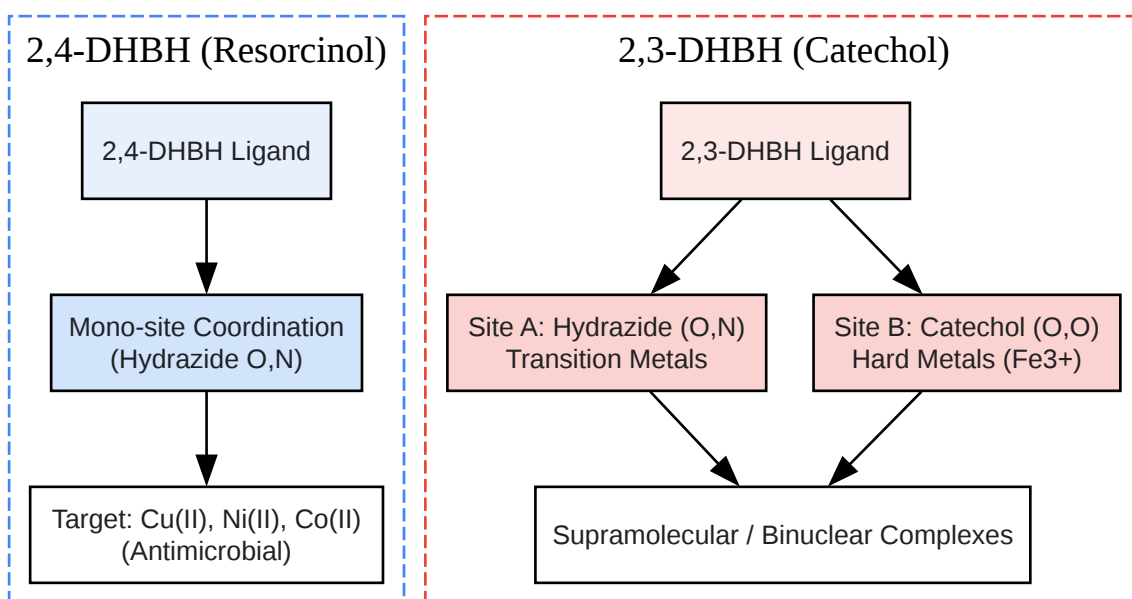 2,4-DHBH (Resorcinol)
2,4-DHBH Ligand
Mono-site Coordination
(Hydrazide O,N)
Target: Cu(II), Ni(II), Co(II)
(Antimicrobial)
2,3-DHBH (Catechol)
2,3-DHBH Ligand
Site A: Hydrazide (O,N)
Transition Metals
Site B: Catechol (O,O)
Hard Metals (Fe3+)
Supramolecular / Binuclear Complexes